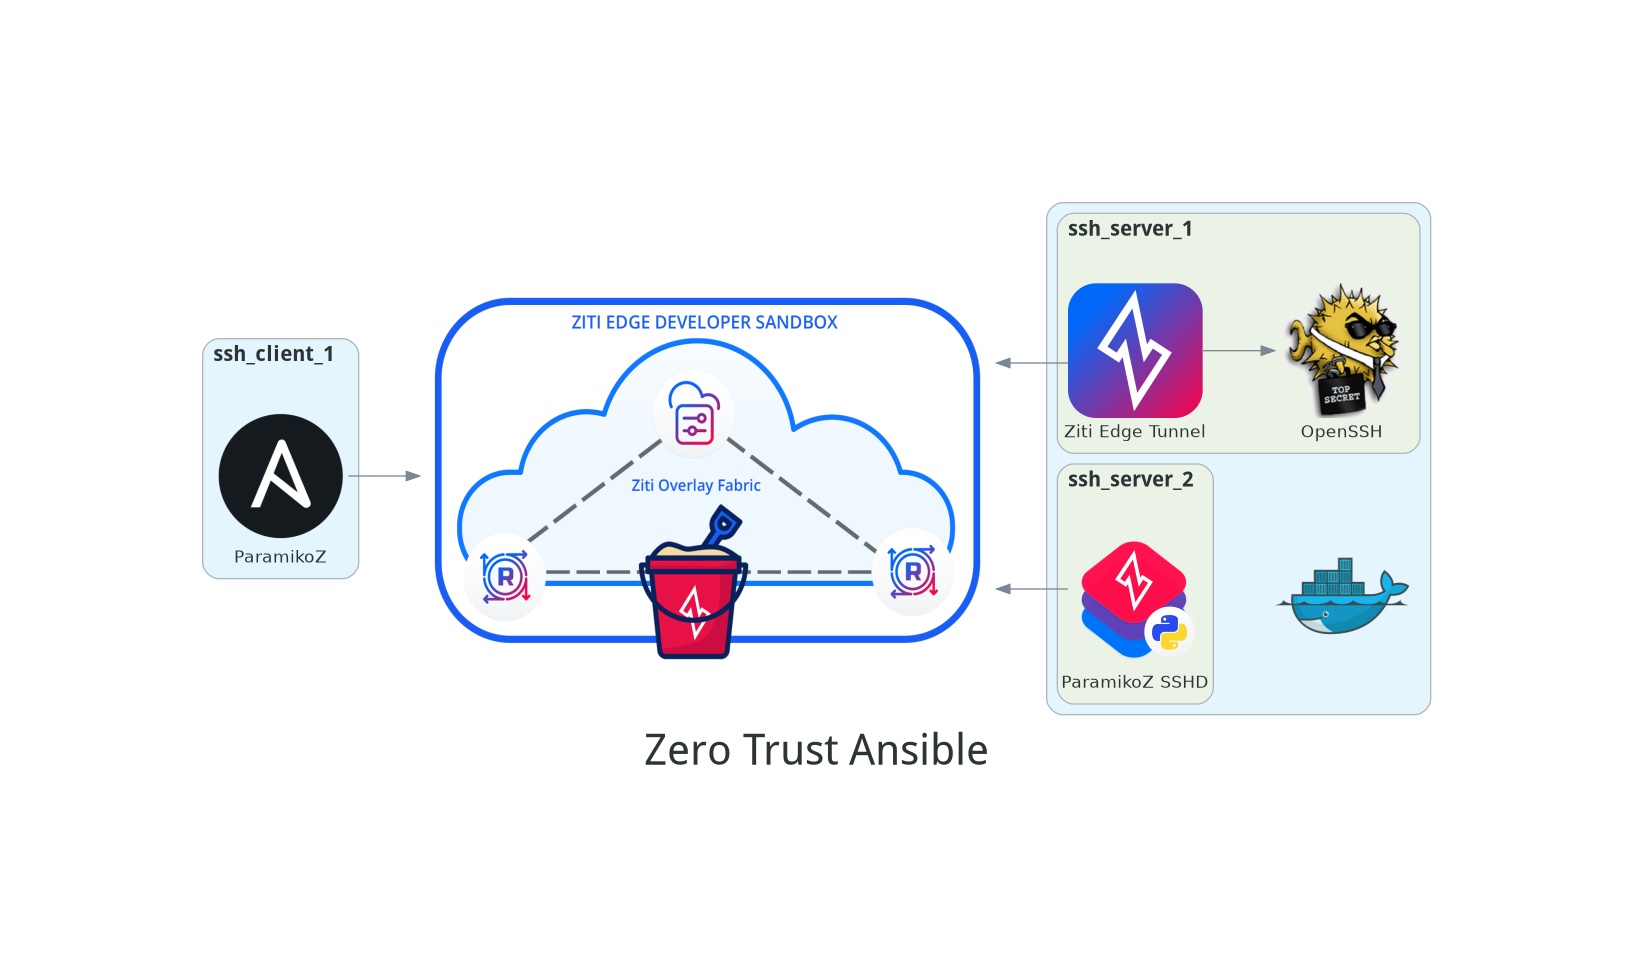 ssh_client_1
ParamikoZ
ZITI EDGE DEVELOPER SANDBOX
Ziti Overlay Fabric
R
R
ssh_server_1
Ziti Edge Tunnel
TOP
SECRET
OpenSSH
ssh_server_2
ParamikoZ SSHD
Zero Trust Ansible